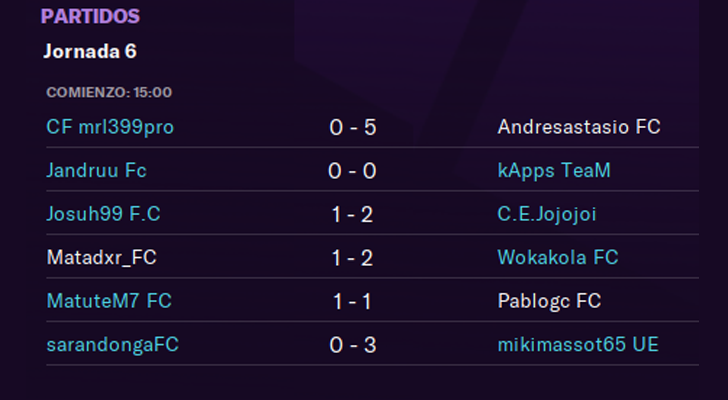 PARTIDOS
Jornada 6
COMIENZO: 15:00
CF mrl399pro 0 - 5 Andresastasio FC
Jandruu Fc 0 - 0 kApps TeaM
Josuh99 F.C 1 - 2 C.E.Jojojoi
Matadxr_FC 1 - 2 Wokakola FC
MatuteM7 FC 1 - 1 Pablogc FC
sarandongaFC 0 - 3 mikimassot65 UE